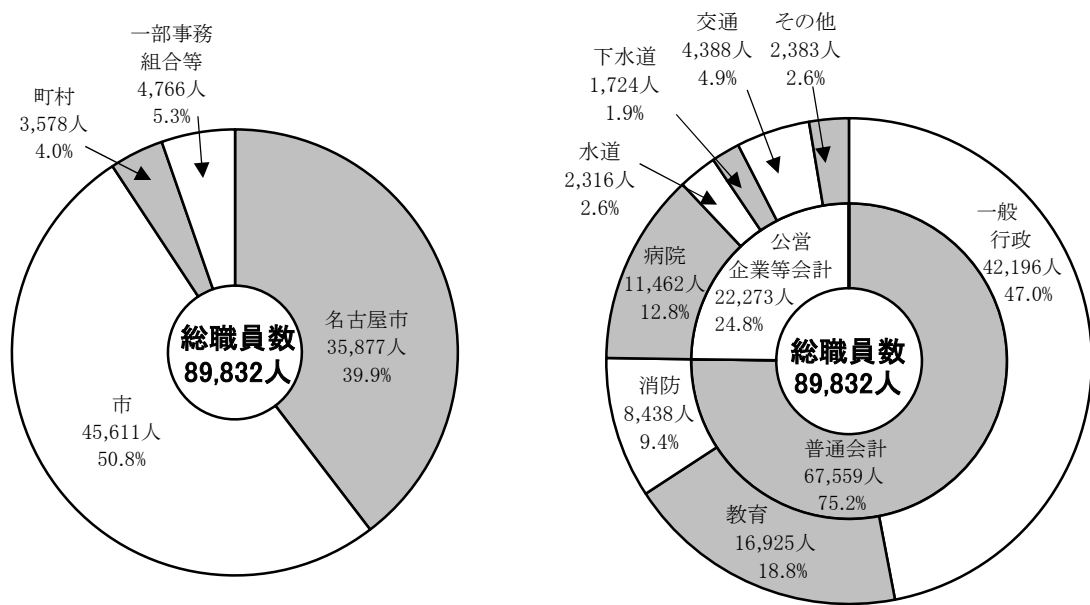 一部事務
組合等
4,766人
5.3%
町村
3,578人
4.0%
名古屋市
35,877人
39.9%
総職員数
89,832人
市
45,611人
50.8%
交通
4,388人
4.9%
その他
2,383人
2.6%
下水道
1,724人
1.9%
水道
2,316人
2.6%
一般
行政
42,196人
47.0%
公営
企業等会計
22,273人
24.8%
病院
11,462人
12.8%
総職員数
89,832人
消防
8,438人
9.4%
普通会計
67,559人
75.2%
教育
16,925人
18.8%